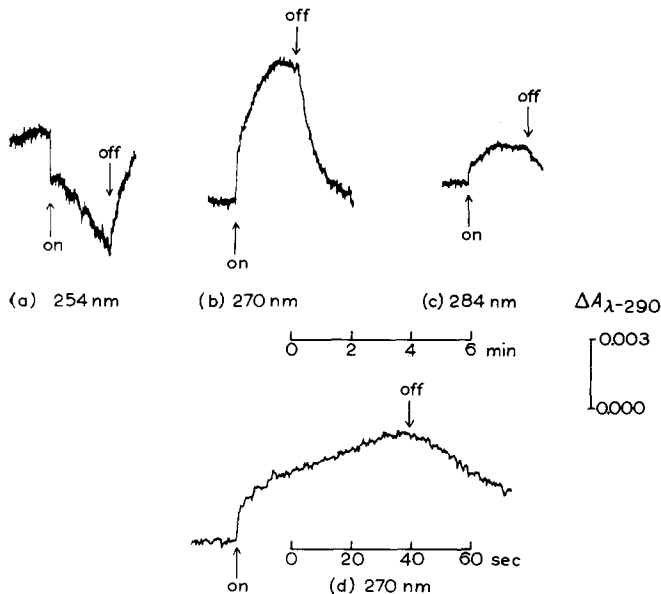 off
off
off
on
on
on
(a) 254 nm
(b) 270 nm
(c) 284 nm
ΔA λ-290
0 2 4 6 min
0.003
0.000
off
0 20 40 60 sec
on
(d) 270 nm